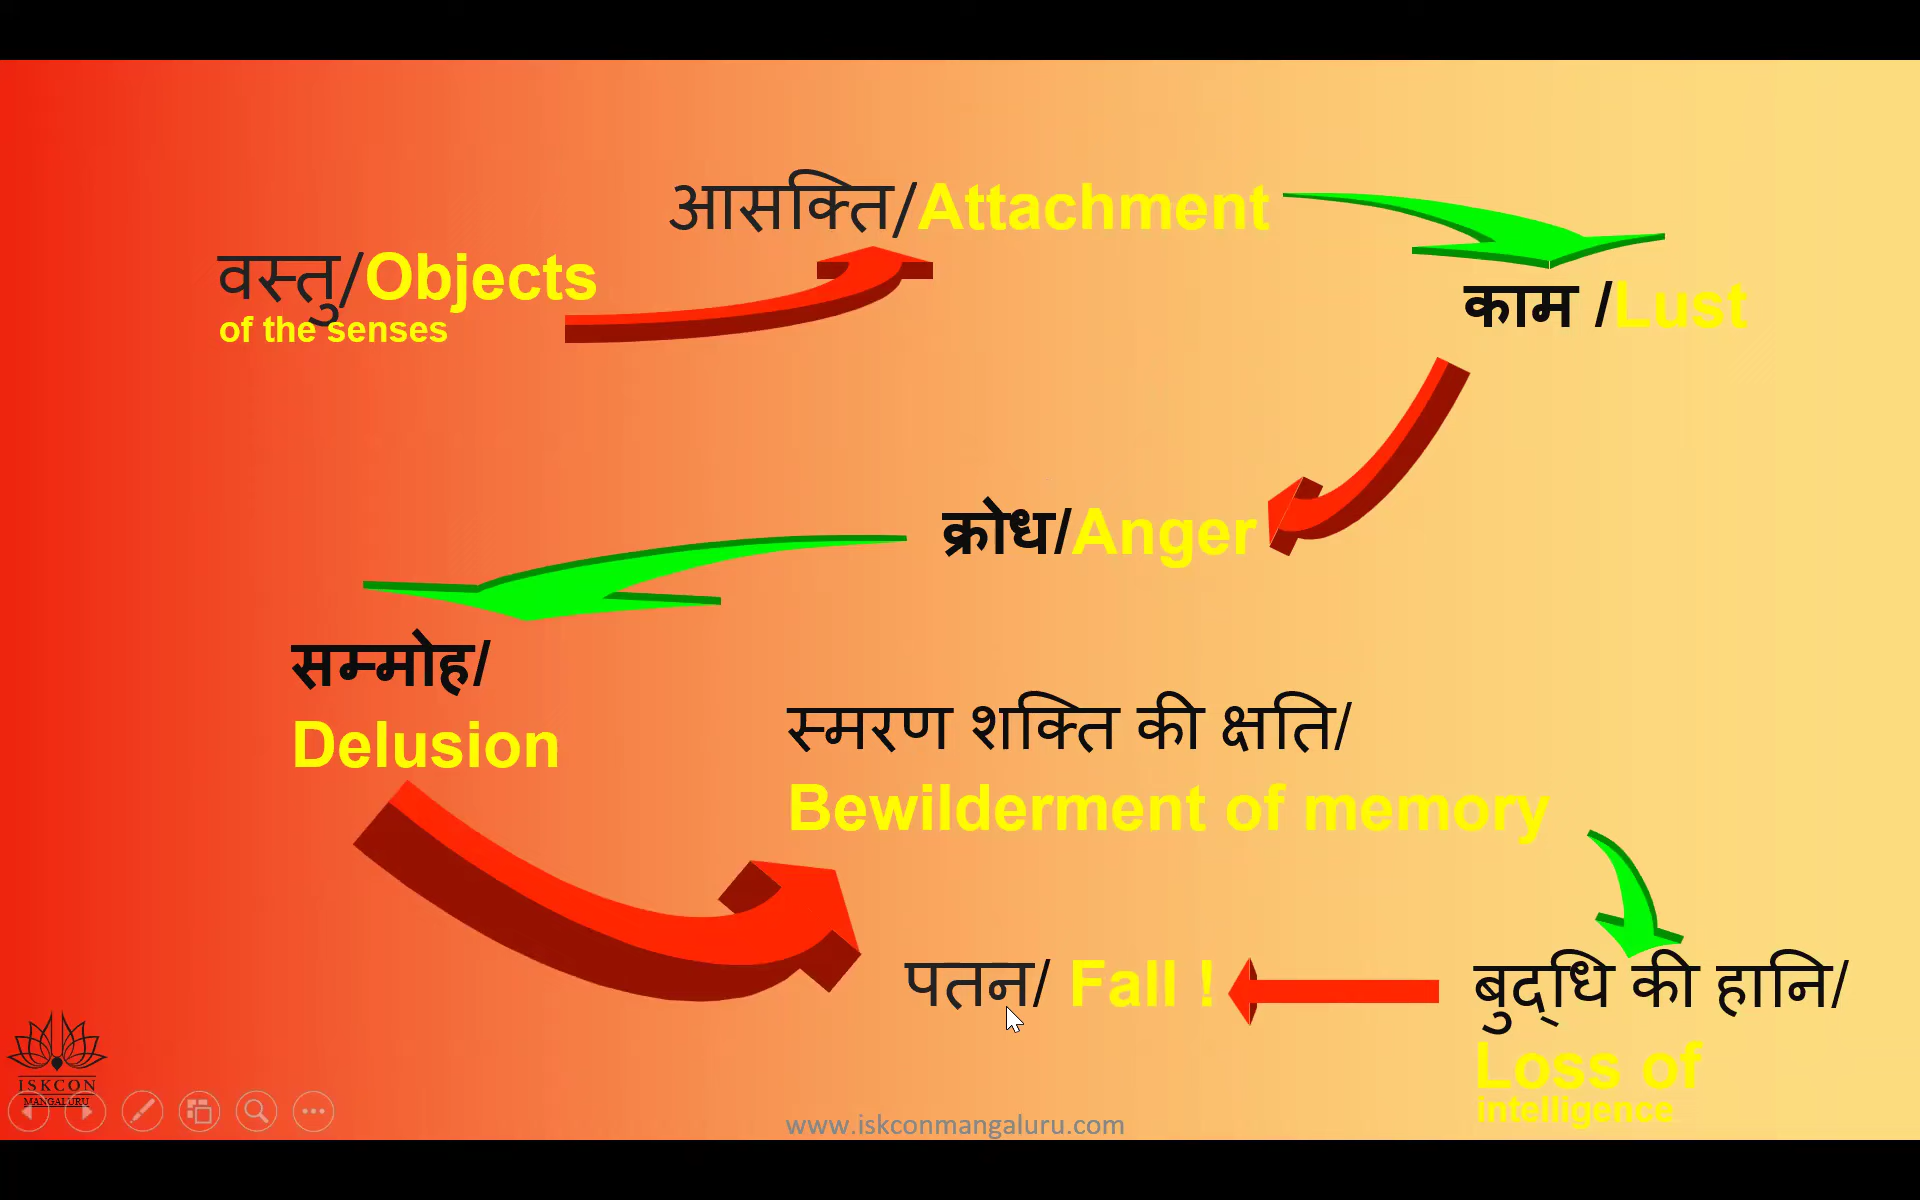 वस्तु/Objects
of the senses
आसक्ति/Attachment
काम /Lust
क्रोध/Anger
सम्मोह/
Delusion
स्मरण शक्ति की क्षति/
Bewilderment of memory
बुद्धि की हानि/
Loss of
intelligence
पतन/ Fall !
ISKCON
MANGALURU
www.iskconmangaluru.com